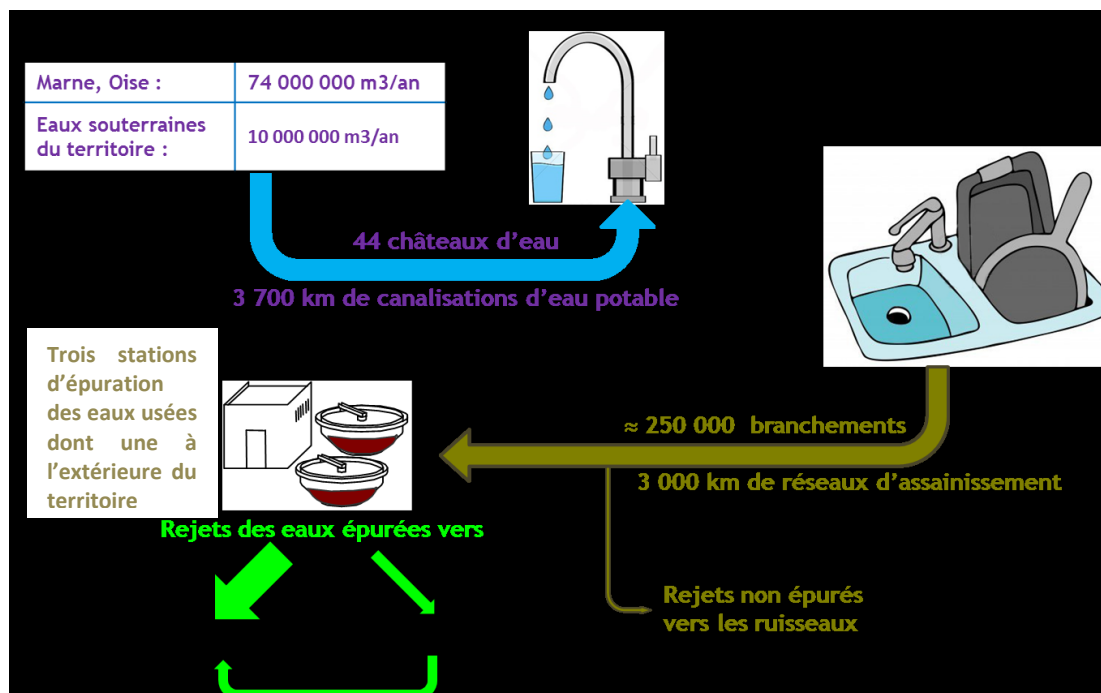 Marne, Oise : 74 000 000 m3/an
Eaux souterraines
du territoire : 10 000 000 m3/an
44 châteaux d’eau
3 700 km de canalisations d’eau potable
Trois stations
d’épuration
des eaux usées
dont une à
l’extérieure du
territoire
≈ 250 000 branchements
3 000 km de réseaux d’assainissement
Rejets des eaux épurées vers
Rejets non épurés
vers les ruisseaux